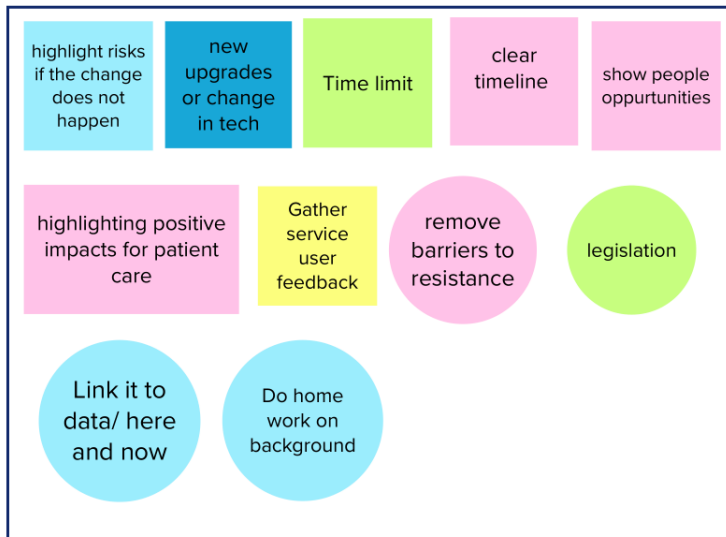 highlight risks
if the change
does not
happen
new
upgrades
or change
in tech
Time limit
clear
timeline
show people
oppurtunities
highlighting positive
impacts for patient
care
Gather
service
user
feedback
remove
barriers to
resistance
legislation
Link it to
data/ here
and now
Do home
work on
background